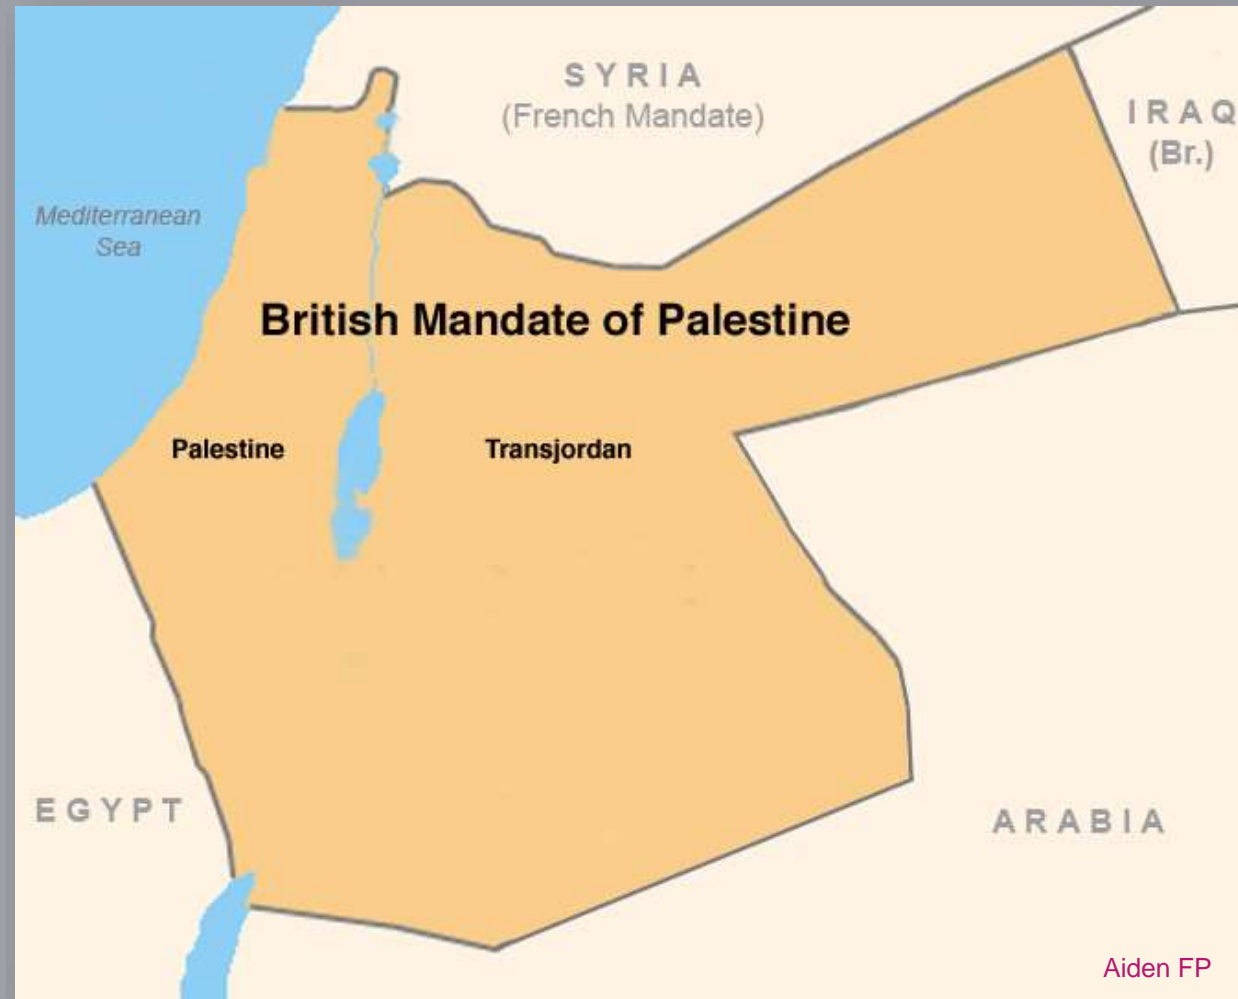 SYRIA
(French Mandate)
IRAQ
(Br.)
Mediterranean
Sea
British Mandate of Palestine
Palestine
Transjordan
EGYPT
ARABIA
Aiden FP